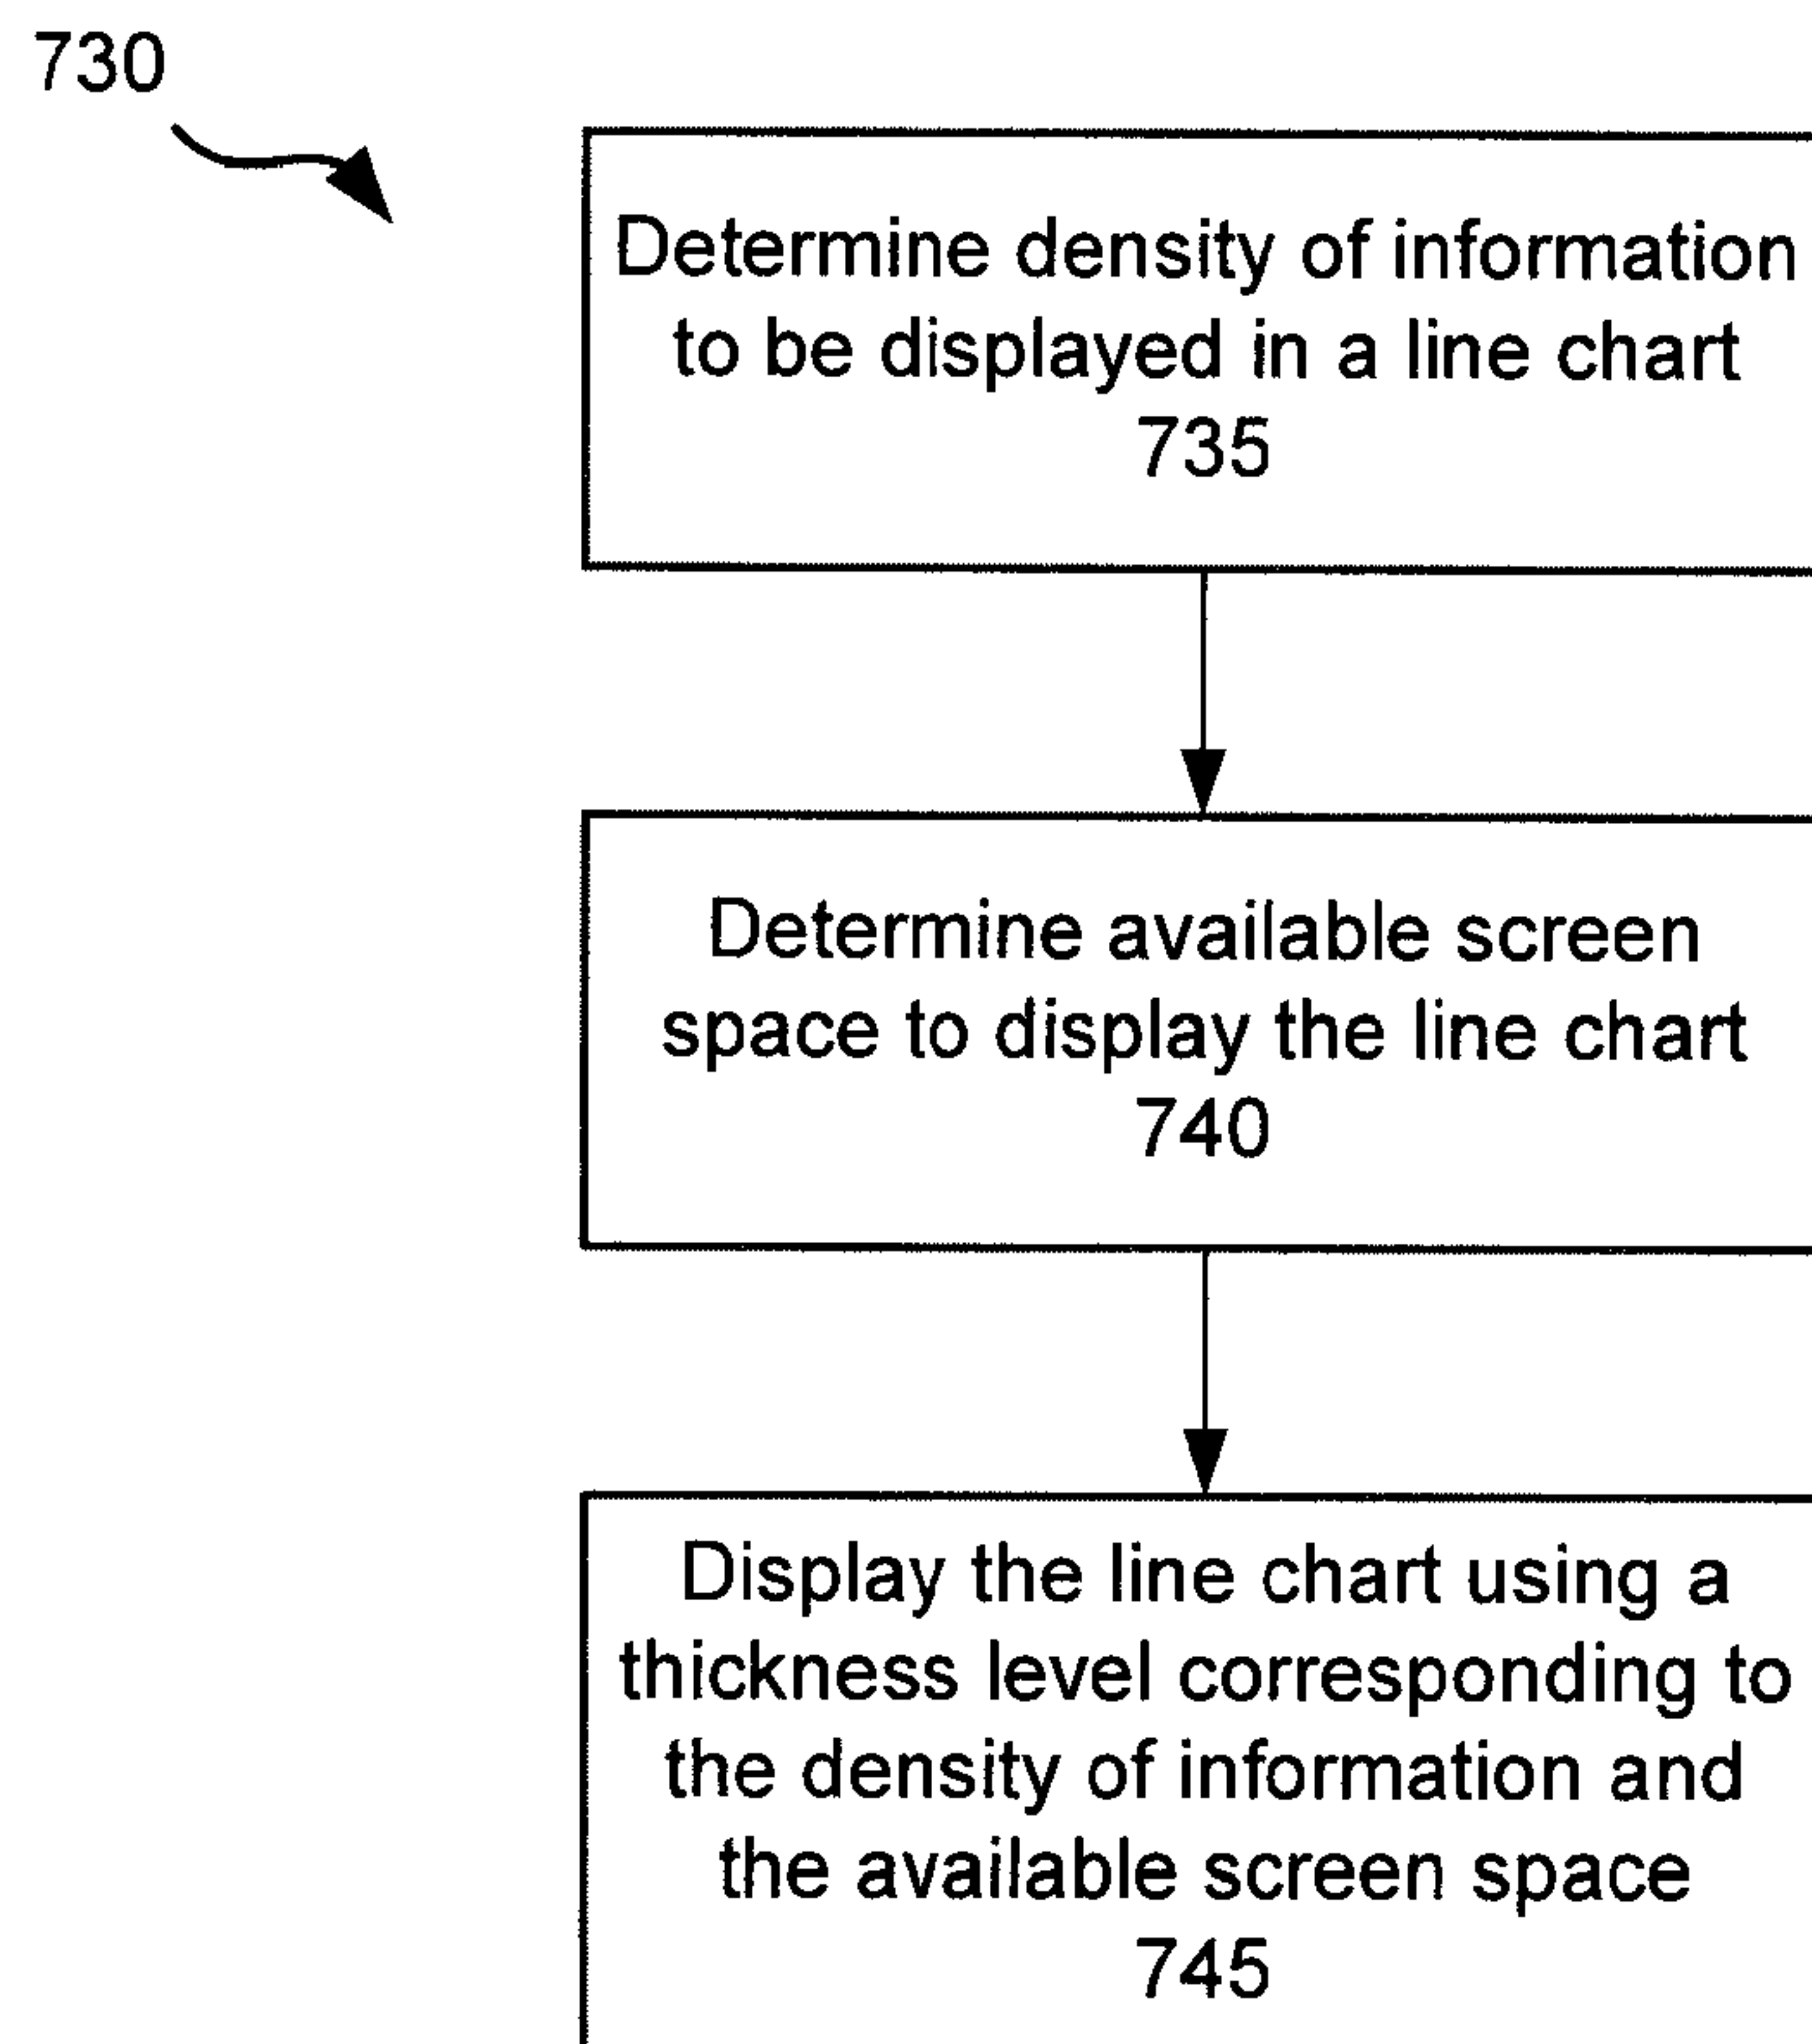 730
Determine density of information
to be displayed in a line chart
735
Determine available screen
space to display the line chart
740
Display the line chart using a
thickness level corresponding to
the density of information and
the available screen space
745